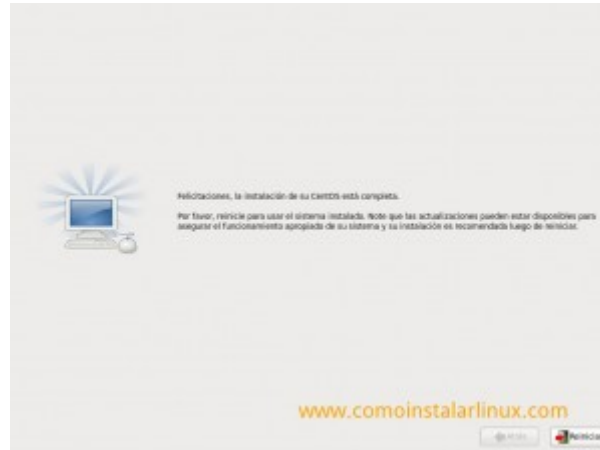 Felicitaciones, la instalación de su CentOS está completa.
Por favor, reinicie para usar el sistema instalado. Note que las actualizaciones pueden estar disponibles para
asegurar el funcionamiento apropiado de su sistema y su instalación es recomendada luego de reiniciar.
www.comoinstalarlinux.com
Atrás
Reiniciar